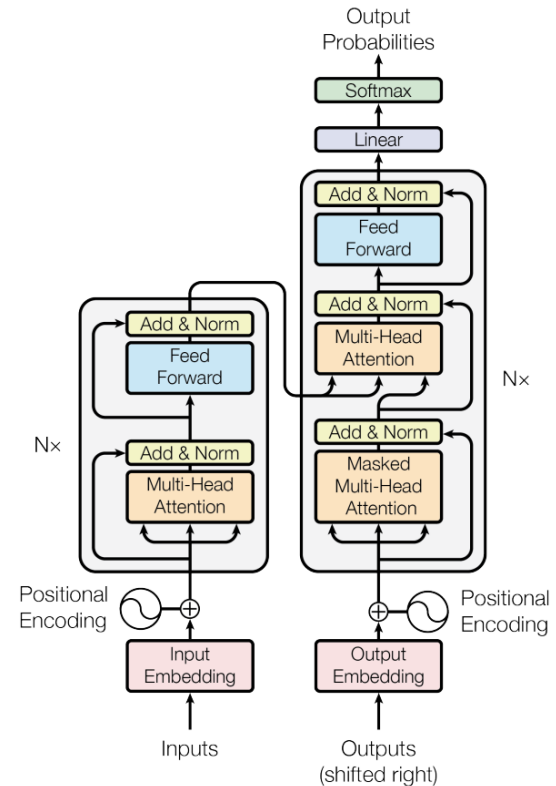 Output
Probabilities
Softmax
Linear
Add & Norm
Feed
Forward
Add & Norm
Multi-Head
Attention
Nx
Add & Norm
Masked
Multi-Head
Attention
Add & Norm
Feed
Forward
Nx
Add & Norm
Multi-Head
Attention
Positional
Encoding
Positional
Encoding
Input
Embedding
Output
Embedding
Inputs
Outputs
(shifted right)